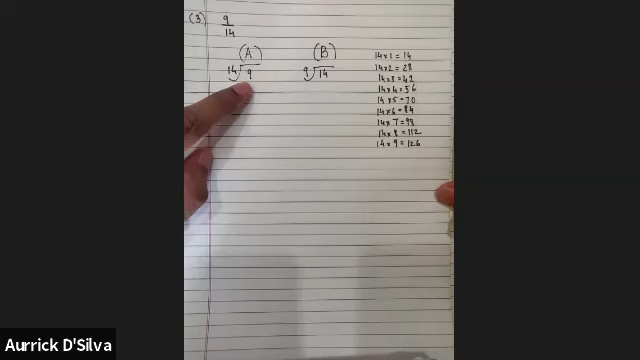 (3) 9
14
(A) (B)
14 9 9 14
14 x 1 = 14
14 x 2 = 28
14 x 3 = 42
14 x 4 = 56
14 x 5 = 70
14 x 6 = 84
14 x 7 = 98
14 x 8 = 112
14 x 9 = 126
Aurrick D'Silva